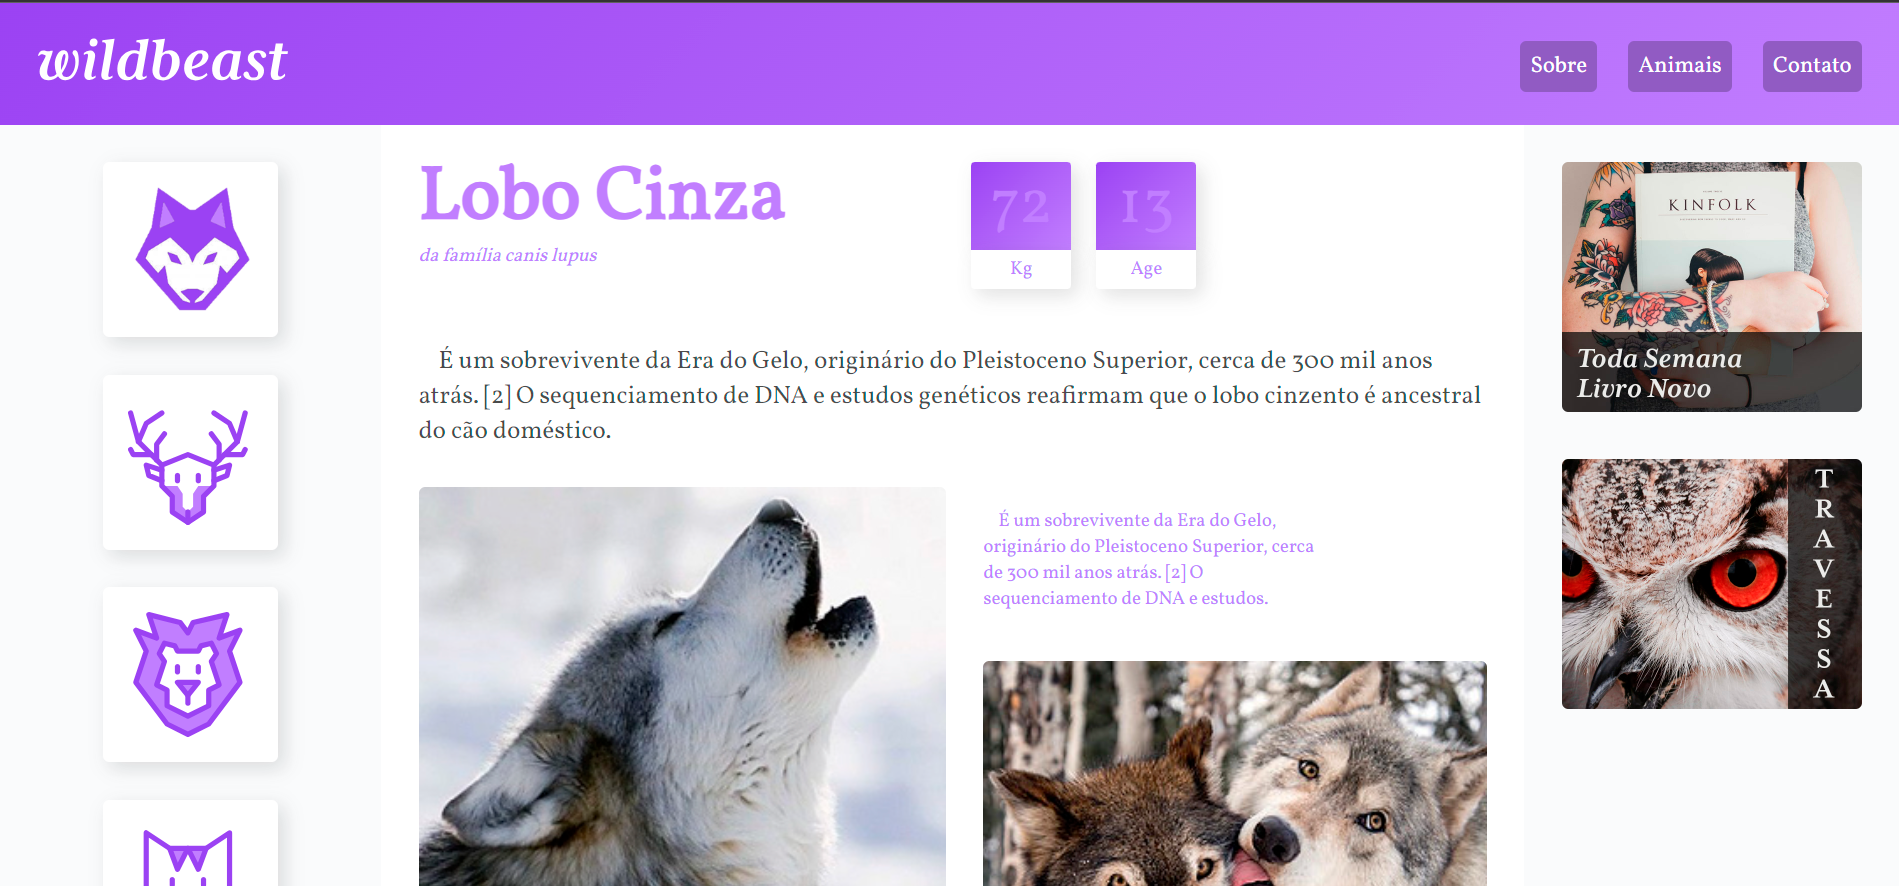 wildbeast
Sobre
Animais
Contato
Lobo Cinza
da família canis lupus
72
Kg
13
Age
É um sobrevivente da Era do Gelo, originário do Pleistoceno Superior, cerca de 300 mil anos
atrás. [2] O sequenciamento de DNA e estudos genéticos reafirmam que o lobo cinzento é ancestral
do cão doméstico.
É um sobrevivente da Era do Gelo,
originário do Pleistoceno Superior, cerca
de 300 mil anos atrás. [2] O
sequenciamento de DNA e estudos.
KINFOLK
Toda Semana
Livro Novo
TRAVESSA